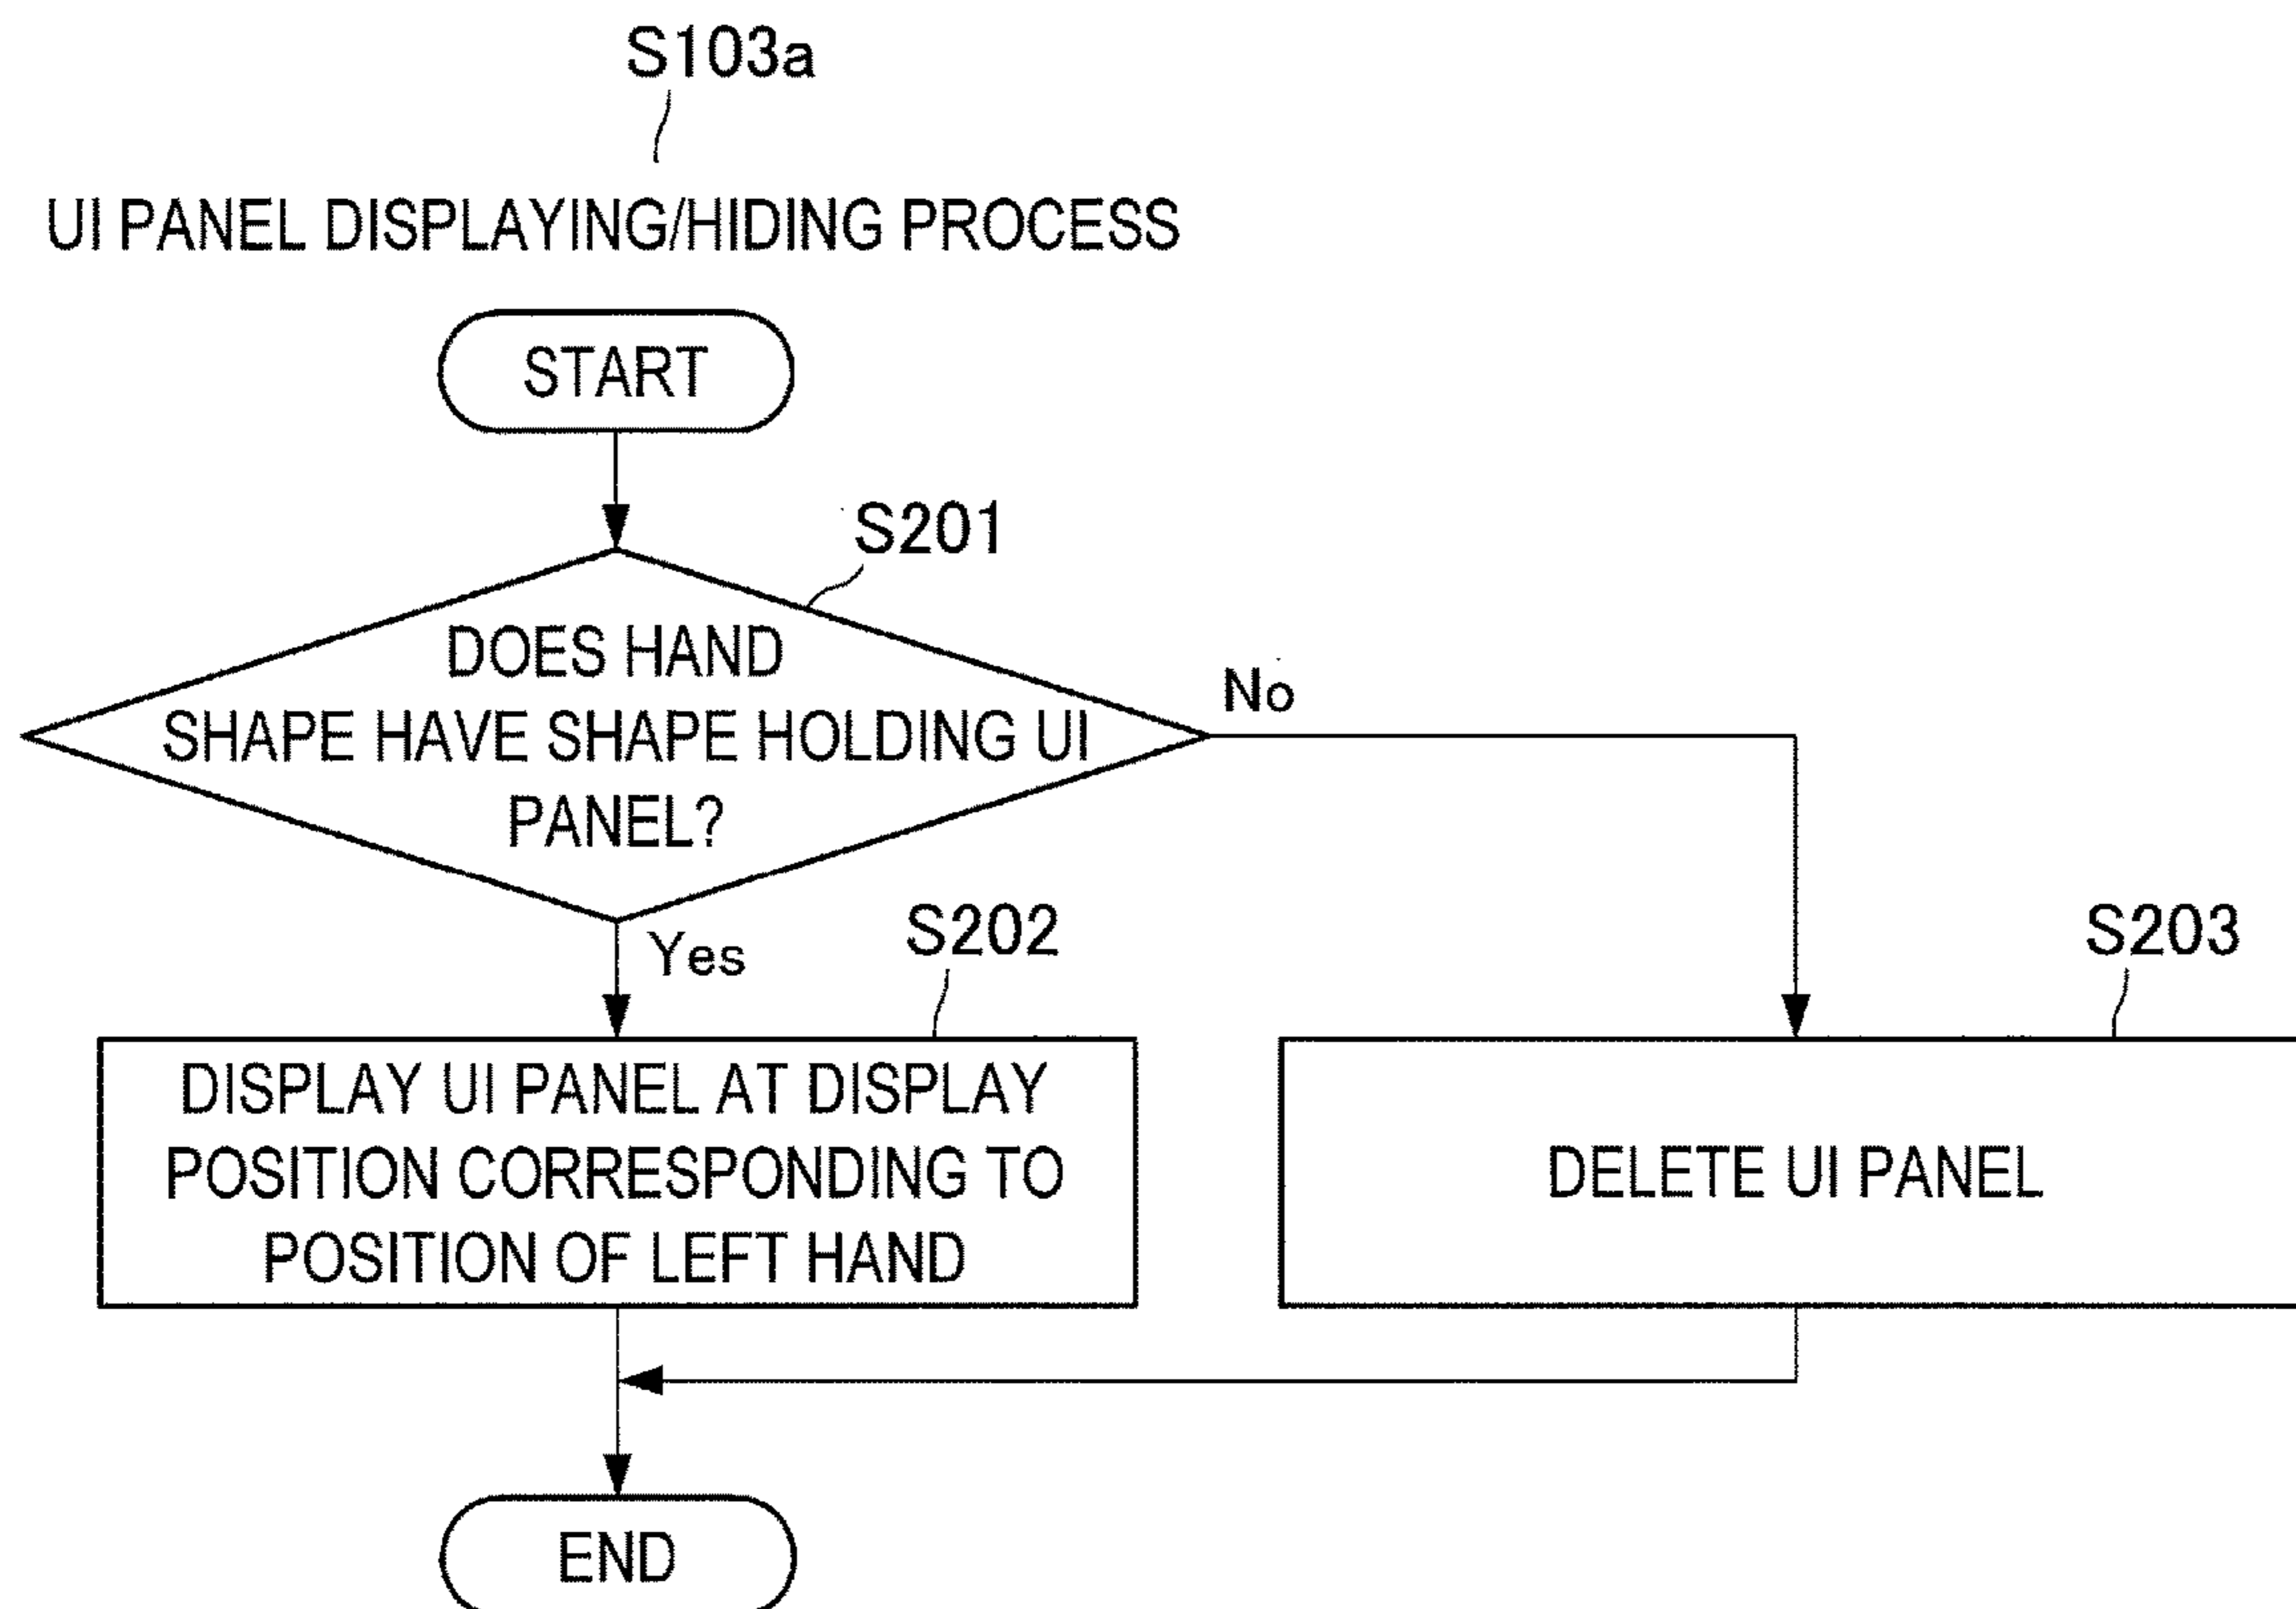 S103a
UI PANEL DISPLAYING/HIDING PROCESS
START
S201
DOES HAND
SHAPE HAVE SHAPE HOLDING UI
PANEL?
No
Yes
S202
S203
DISPLAY UI PANEL AT DISPLAY
POSITION CORRESPONDING TO
POSITION OF LEFT HAND
DELETE UI PANEL
END